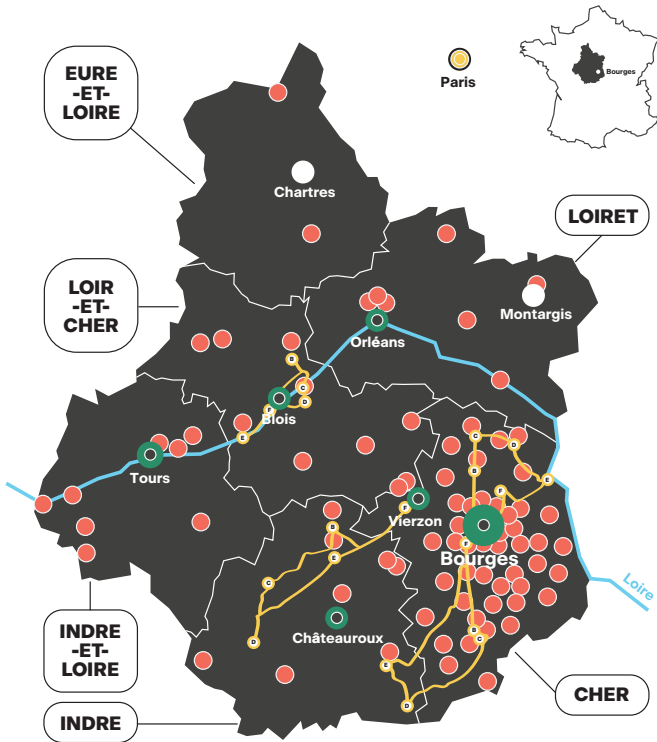 EURE
-ET-
LOIRE
Paris
Bourges
Chartres
LOIRET
LOIR
-ET-
CHER
Montargis
Orléans
B
C
D
F
Blois
E
Tours
C
D
B
E
F
F
Vierzon
F
Bourges
B
E
C
D
Loire
Châteauroux
B
C
E
D
INDRE
-ET-
LOIRE
INDRE
CHER